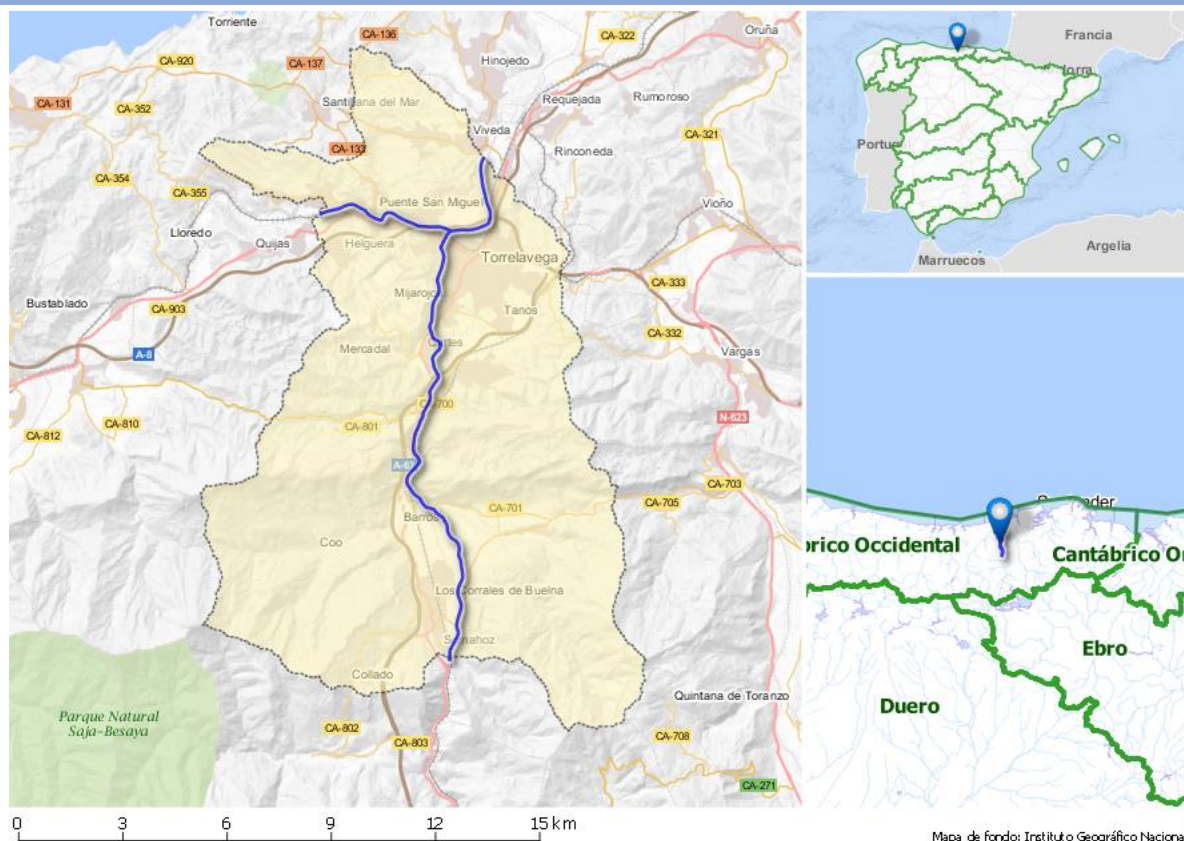 Torriente
CA-136
CA-322
Oruña
CA-920
CA-137
Hinojedo
CA-131
CA-352
Santillana del Mar
Requejada
Rumoroso
Viveda
CA-321
CA-133
Rinconeda
CA-354
CA-355
Puente San Miguel
Vioño
Lloredo
Quijas
Helguera
Torrelavega
Bustablado
CA-903
Mijarojo
CA-333
Tanos
CA-332
A-8
Mercadal
Vargas
CA-700
N-623
CA-812
CA-810
CA-801
CA-703
CA-705
Barros
CA-701
Coo
Los Corrales de Buelna
Collado
Quintana de Toranzo
Parque Natural
Saja-Besaya
CA-802
CA-803
CA-708
CA-271
0 3 6 9 12 15 km
Francia
Argelia
Marruecos
Cantábrico Or
Occidental
Ebro
Duero
Mapa de fondo: Instituto Geográfico Naciona